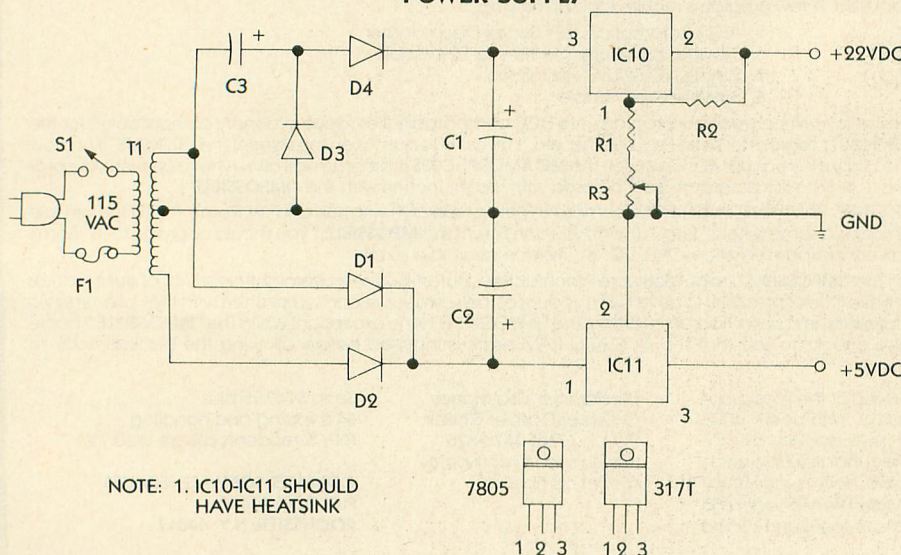 POWER SUPPLY
C3
+
D4
3
IC10
2
+22VDC
1
R2
S1
T1
D3
C1
+
R1
115
VAC
R3
GND
F1
D1
C2
+
2
IC11
1
3
+5VDC
D2
NOTE: 1. IC10-IC11 SHOULD
HAVE HEATSINK
7805
317T
1 2 3
1 2 3